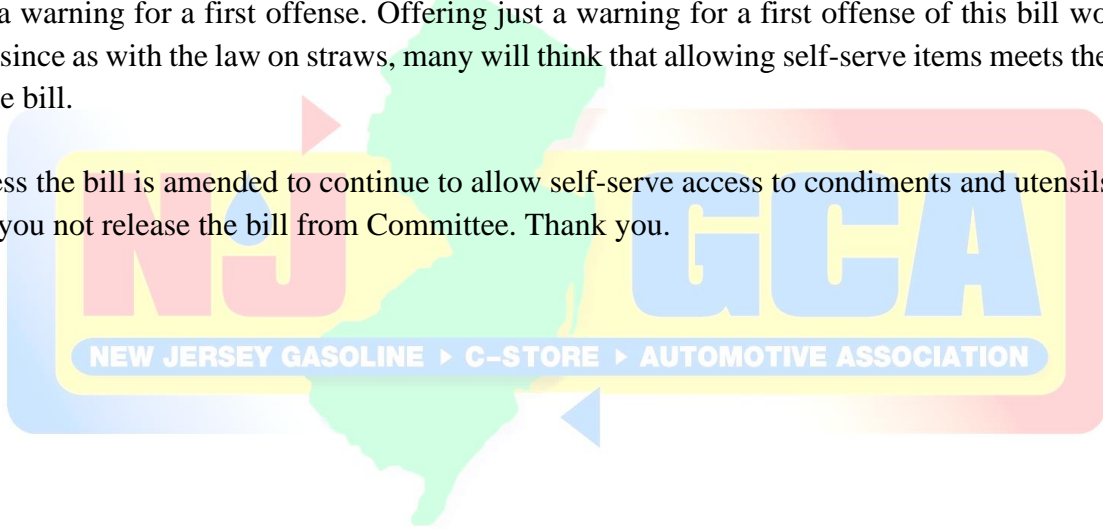 a warning for a first offense. Offering just a warning for a first offense of this bill wo
since as with the law on straws, many will think that allowing self-serve items meets the
e bill.
ess the bill is amended to continue to allow self-serve access to condiments and utensils
you not release the bill from Committee. Thank you.
NJ GCA
NEW JERSEY GASOLINE ▸ C-STORE ▸ AUTOMOTIVE ASSOCIATION